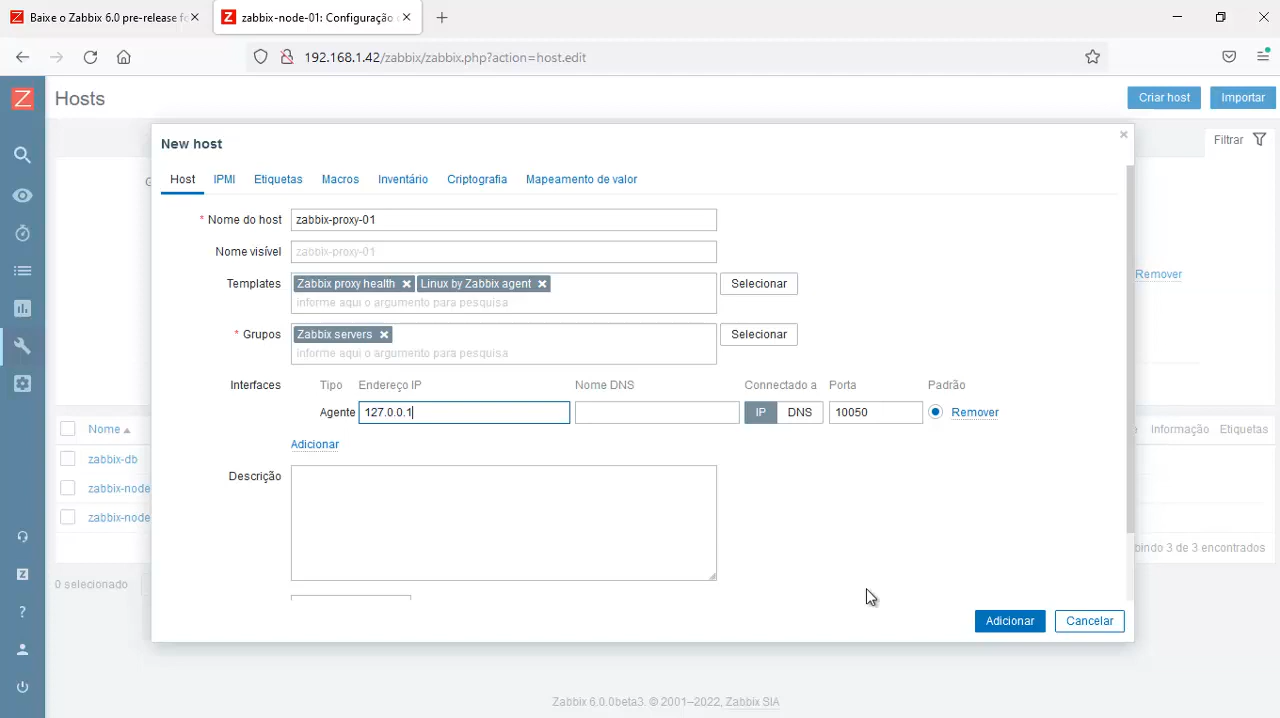 Baixe o Zabbix 6.0 pre-release f
zabbix-node-01: Configuração
192.168.1.42/zabbix/zabbix.php?action=host.edit
Z
Hosts
Criar host
Importar
Filtrar
New host
Host
IPMI
Etiquetas
Macros
Inventário
Criptografia
Mapeamento de valor
* Nome do host
zabbix-proxy-01
Nome visível
zabbix-proxy-01
Templates
Zabbix proxy health
Linux by Zabbix agent
Selecionar
informe aqui o argumento para pesquisa
Remover
* Grupos
Zabbix servers
Selecionar
informe aqui o argumento para pesquisa
Interfaces
Tipo
Endereço IP
Nome DNS
Connectado a
Porta
Padrão
Agente
127.0.0.1
IP
DNS
10050
Remover
Adicionar
Nome
Informação
Etiquetas
zabbix-db
zabbix-node
zabbix-node
Descrição
bindo 3 de 3 encontrados
0 selecionado
Adicionar
Cancelar
Zabbix 6.0.0beta3. © 2001–2022, Zabbix SIA